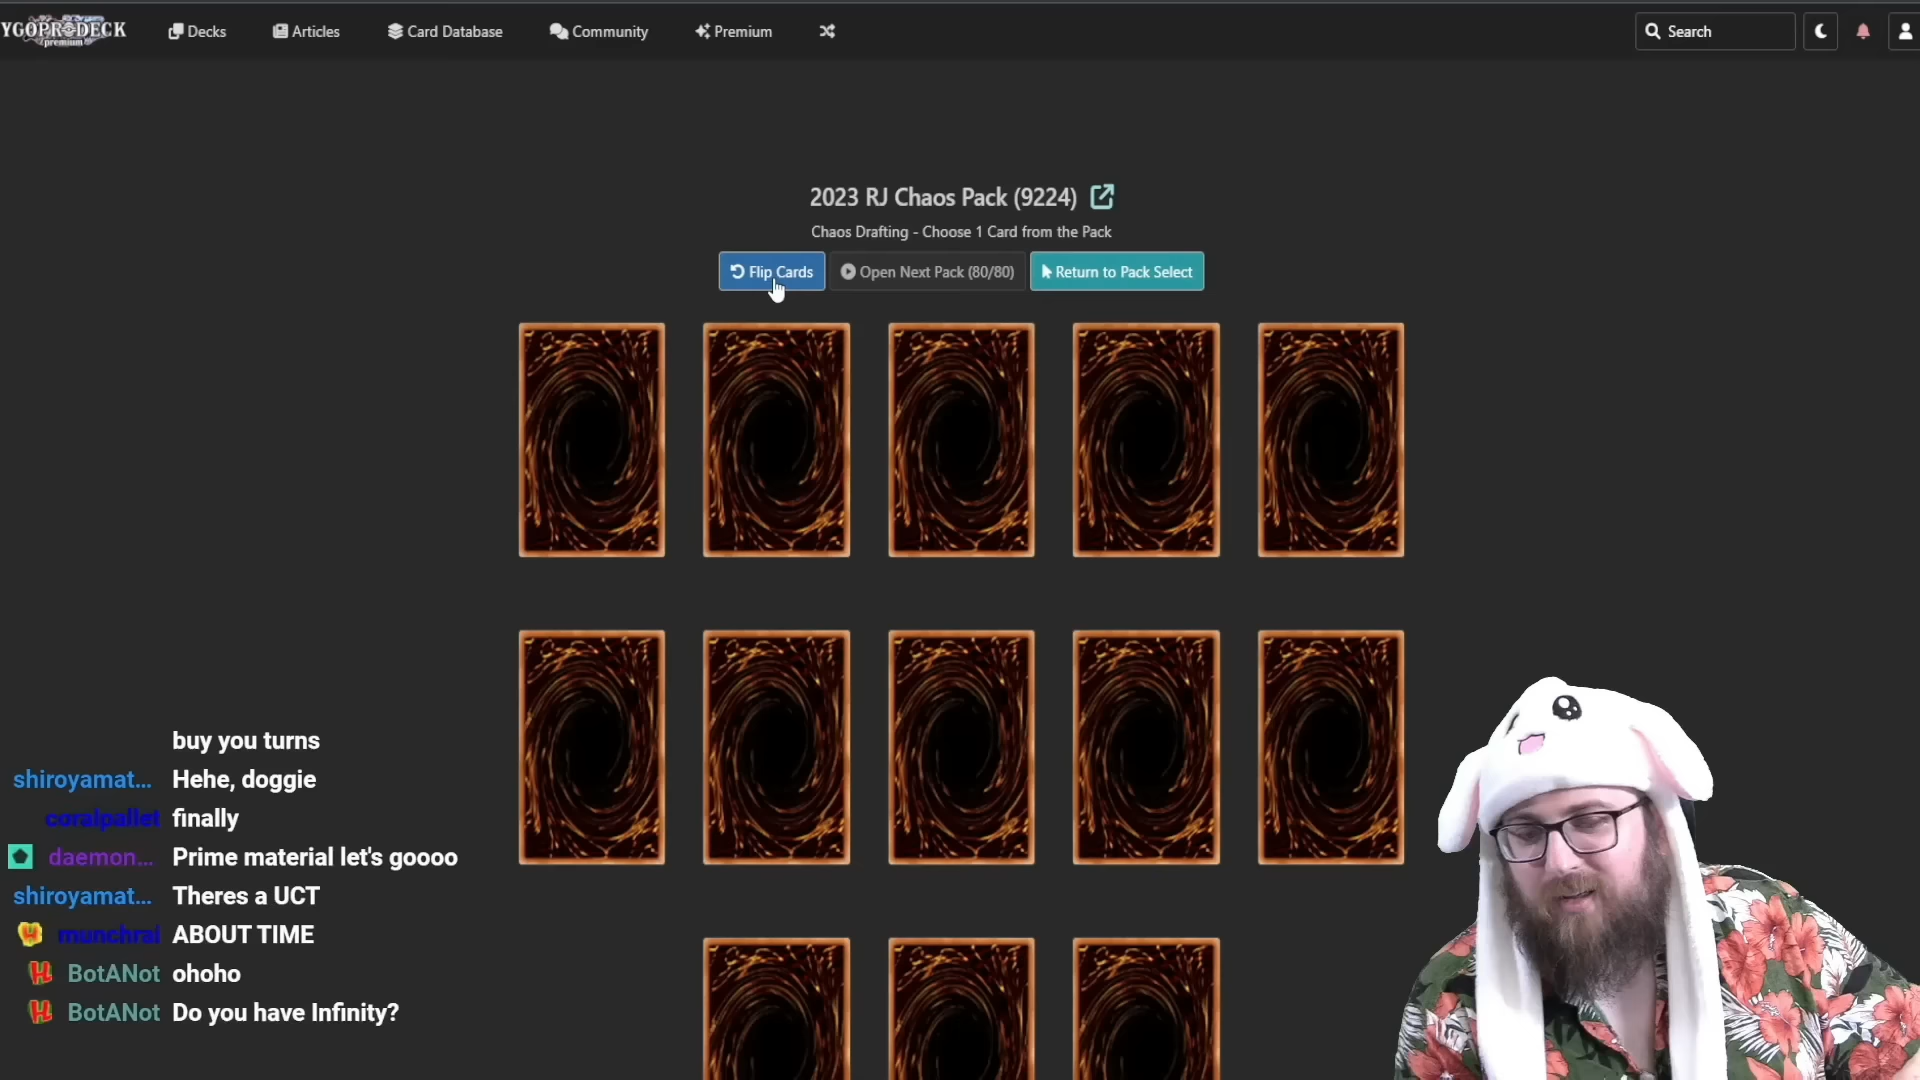 YGOPRODECK
premium
Decks
Articles
Card Database
Community
Premium
Search
2023 RJ Chaos Pack (9224)
Chaos Drafting - Choose 1 Card from the Pack
Flip Cards
Open Next Pack (80/80)
Return to Pack Select
buy you turns
shiroyamat... Hehe, doggie
coralpallet finally
daemon... Prime material let's goooo
shiroyamat... Theres a UCT
munchrai ABOUT TIME
BotANot ohoho
BotANot Do you have Infinity?